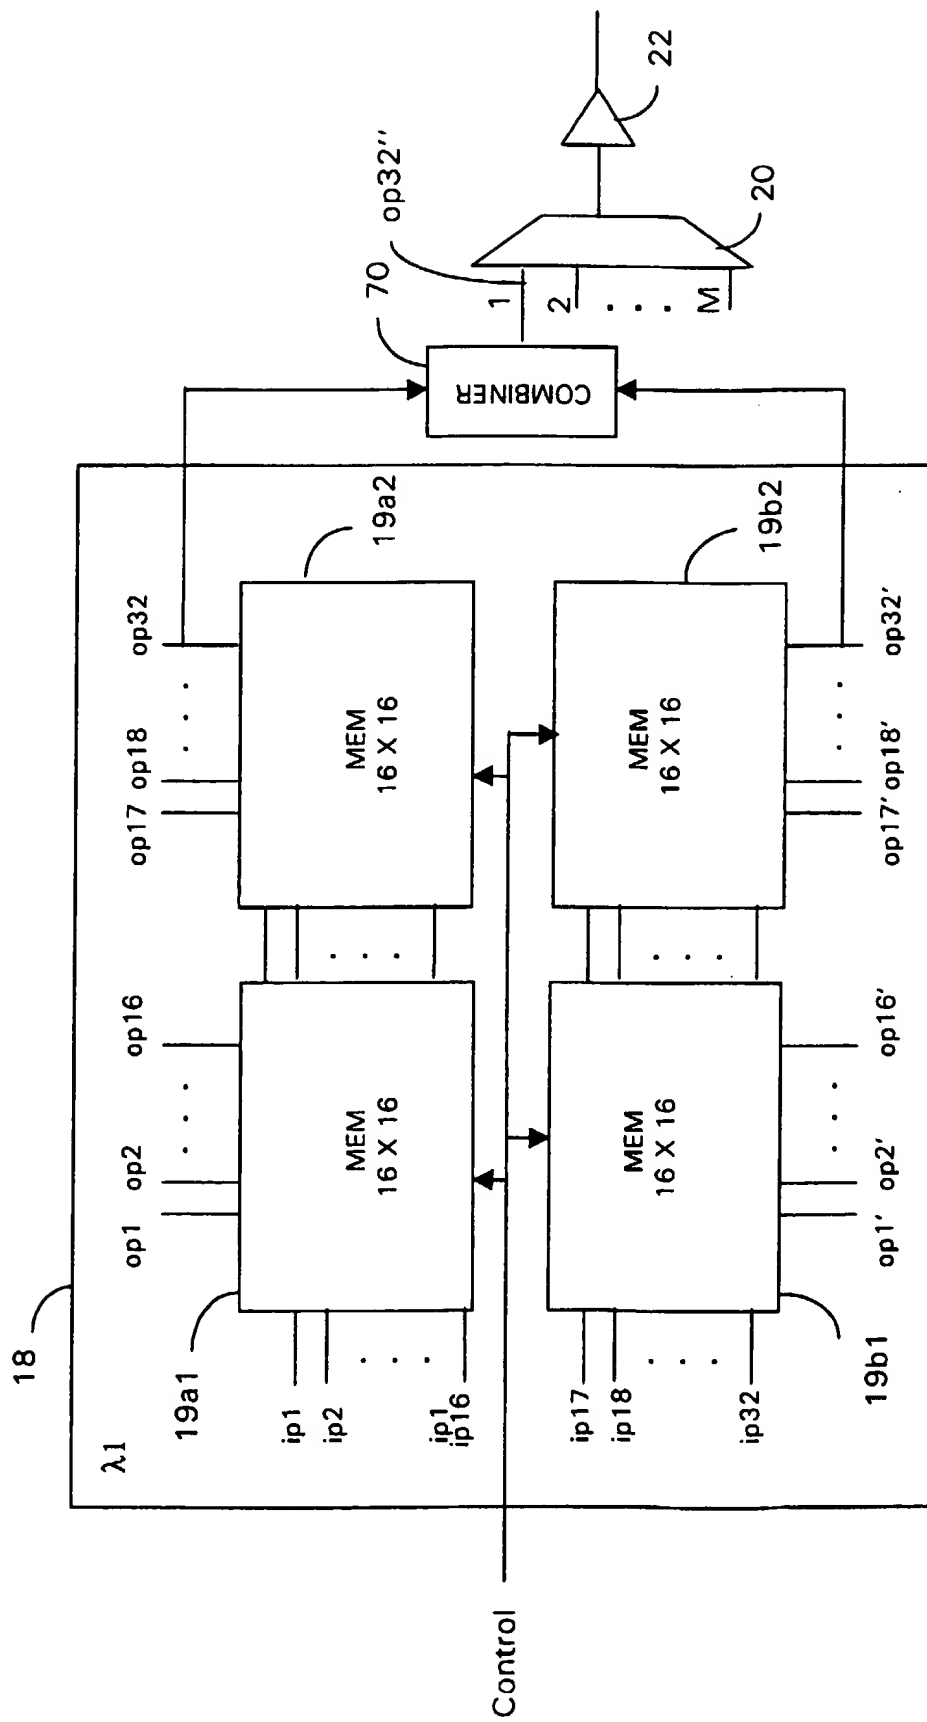 18
λ1
19a1
op1
op2
. . .
op16
op17
op18
. . .
op32
19a2
ip1
ip2
. . .
ip1
ip16
MEM
16 X 16
. . .
MEM
16 X 16
70
op32''
COMBINER
1
2
. . .
M
20
22
Control
ip17
ip18
. . .
ip32
MEM
16 X 16
. . .
MEM
16 X 16
19b1
op1'
op2'
. . .
op16'
op17'
op18'
. . .
op32'
19b2